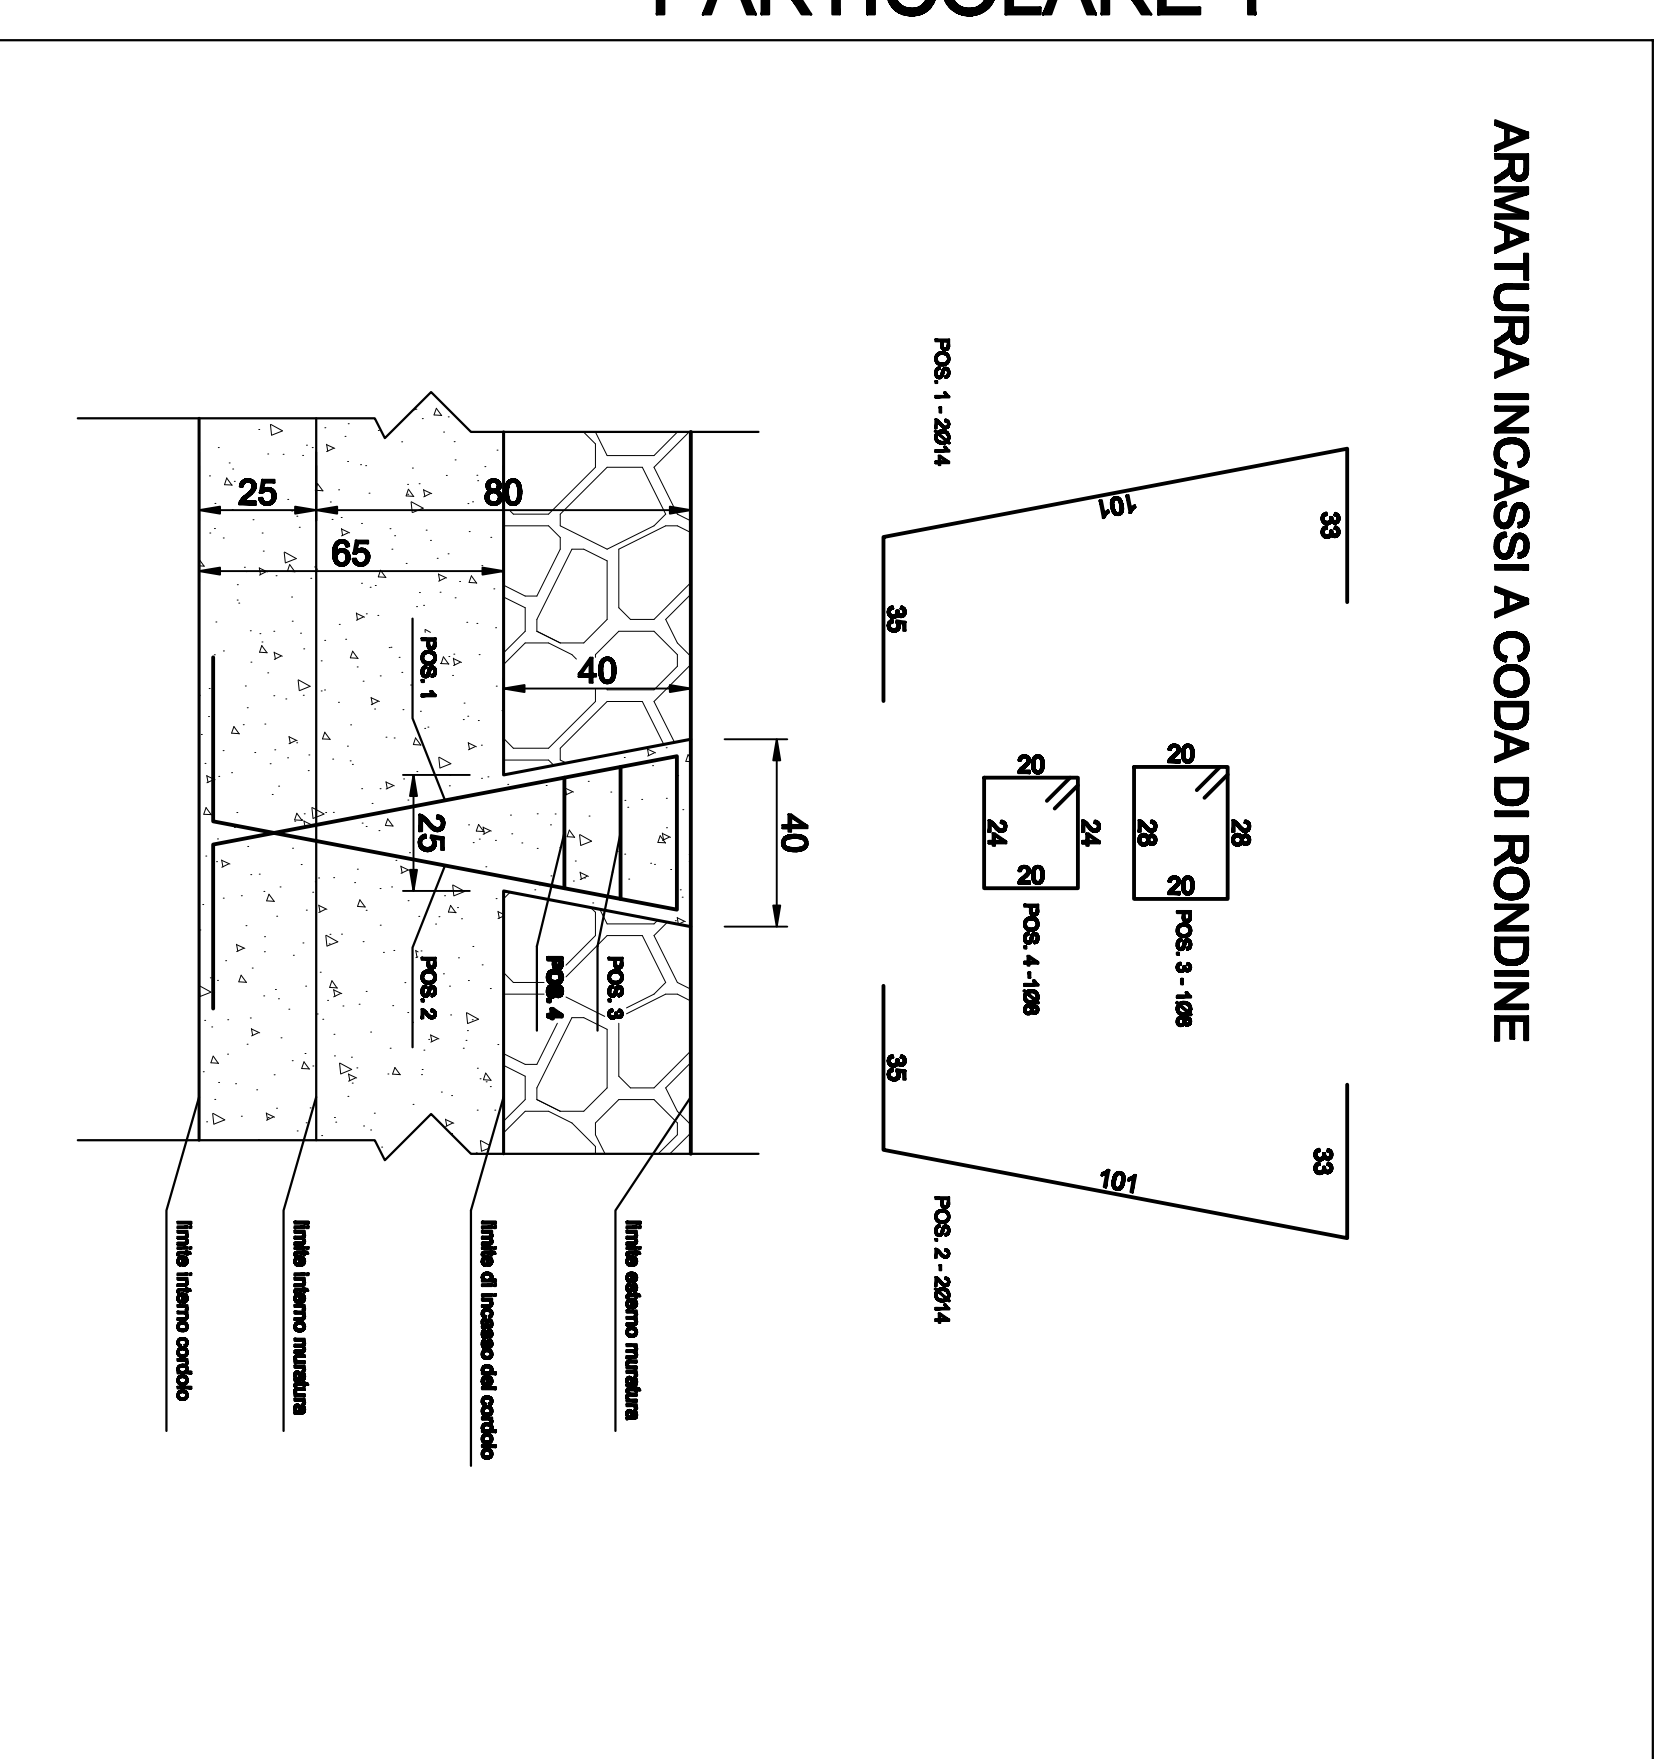 ARMATURA INCASSI A CODA DI RONDINE
33
33
101
101
35
35
POS. 1 - 2Ø14
POS. 2 - 2Ø14
28
20
20
28
POS. 3 - 1Ø8
24
20
20
24
POS. 4 -1Ø8
40
40
80
25
65
25
POS. 1
POS. 2
POS. 3
POS. 4
limite esterno muratura
limite di incasso del cordolo
limite interno muratura
limite interno cordolo